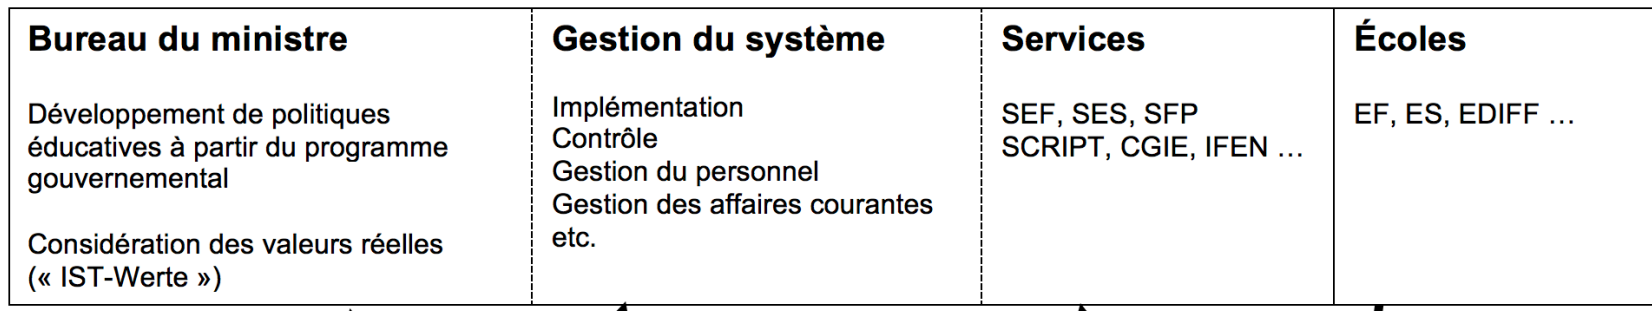 Bureau du ministre
Développement de politiques
éducatives à partir du programme
gouvernemental
Considération des valeurs réelles
(« IST-Werte »)
Gestion du système
Implémentation
Contrôle
Gestion du personnel
Gestion des affaires courantes
etc.
Services
SEF, SES, SFP
SCRIPT, CGIE, IFEN …
Écoles
EF, ES, EDIFF …